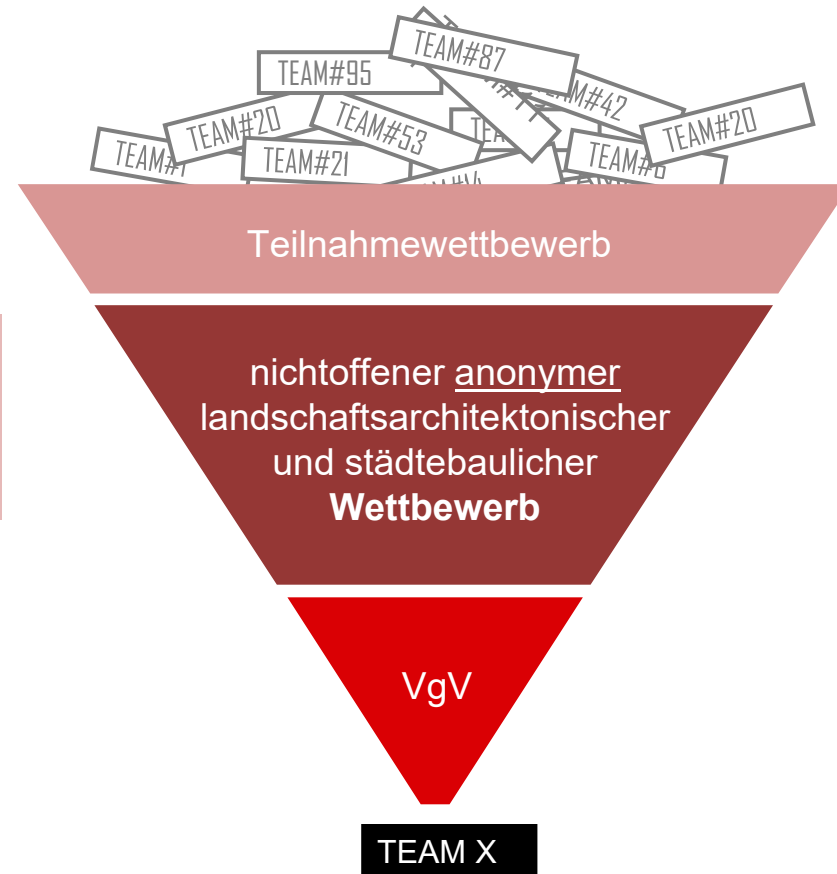 TEAM#87
TEAM#95
TEAM#42
TEAM#20
TEAM#53
TEAM#20
TEAM#21
Teilnahmewettbewerb
nichtoffener anonymer
landschaftsarchitektonischer
und städtebaulicher
Wettbewerb
VgV
TEAM X